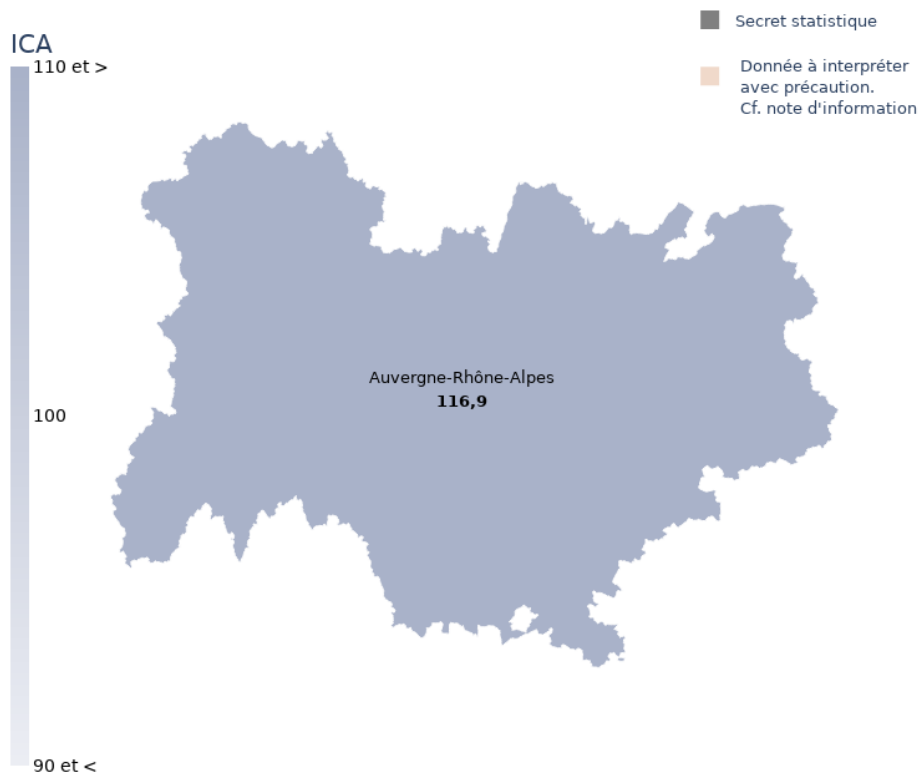 Secret statistique
ICA
110 et >
Donnée à interpréter
avec précaution.
Cf. note d'information
Auvergne-Rhône-Alpes
116,9
100
90 et <